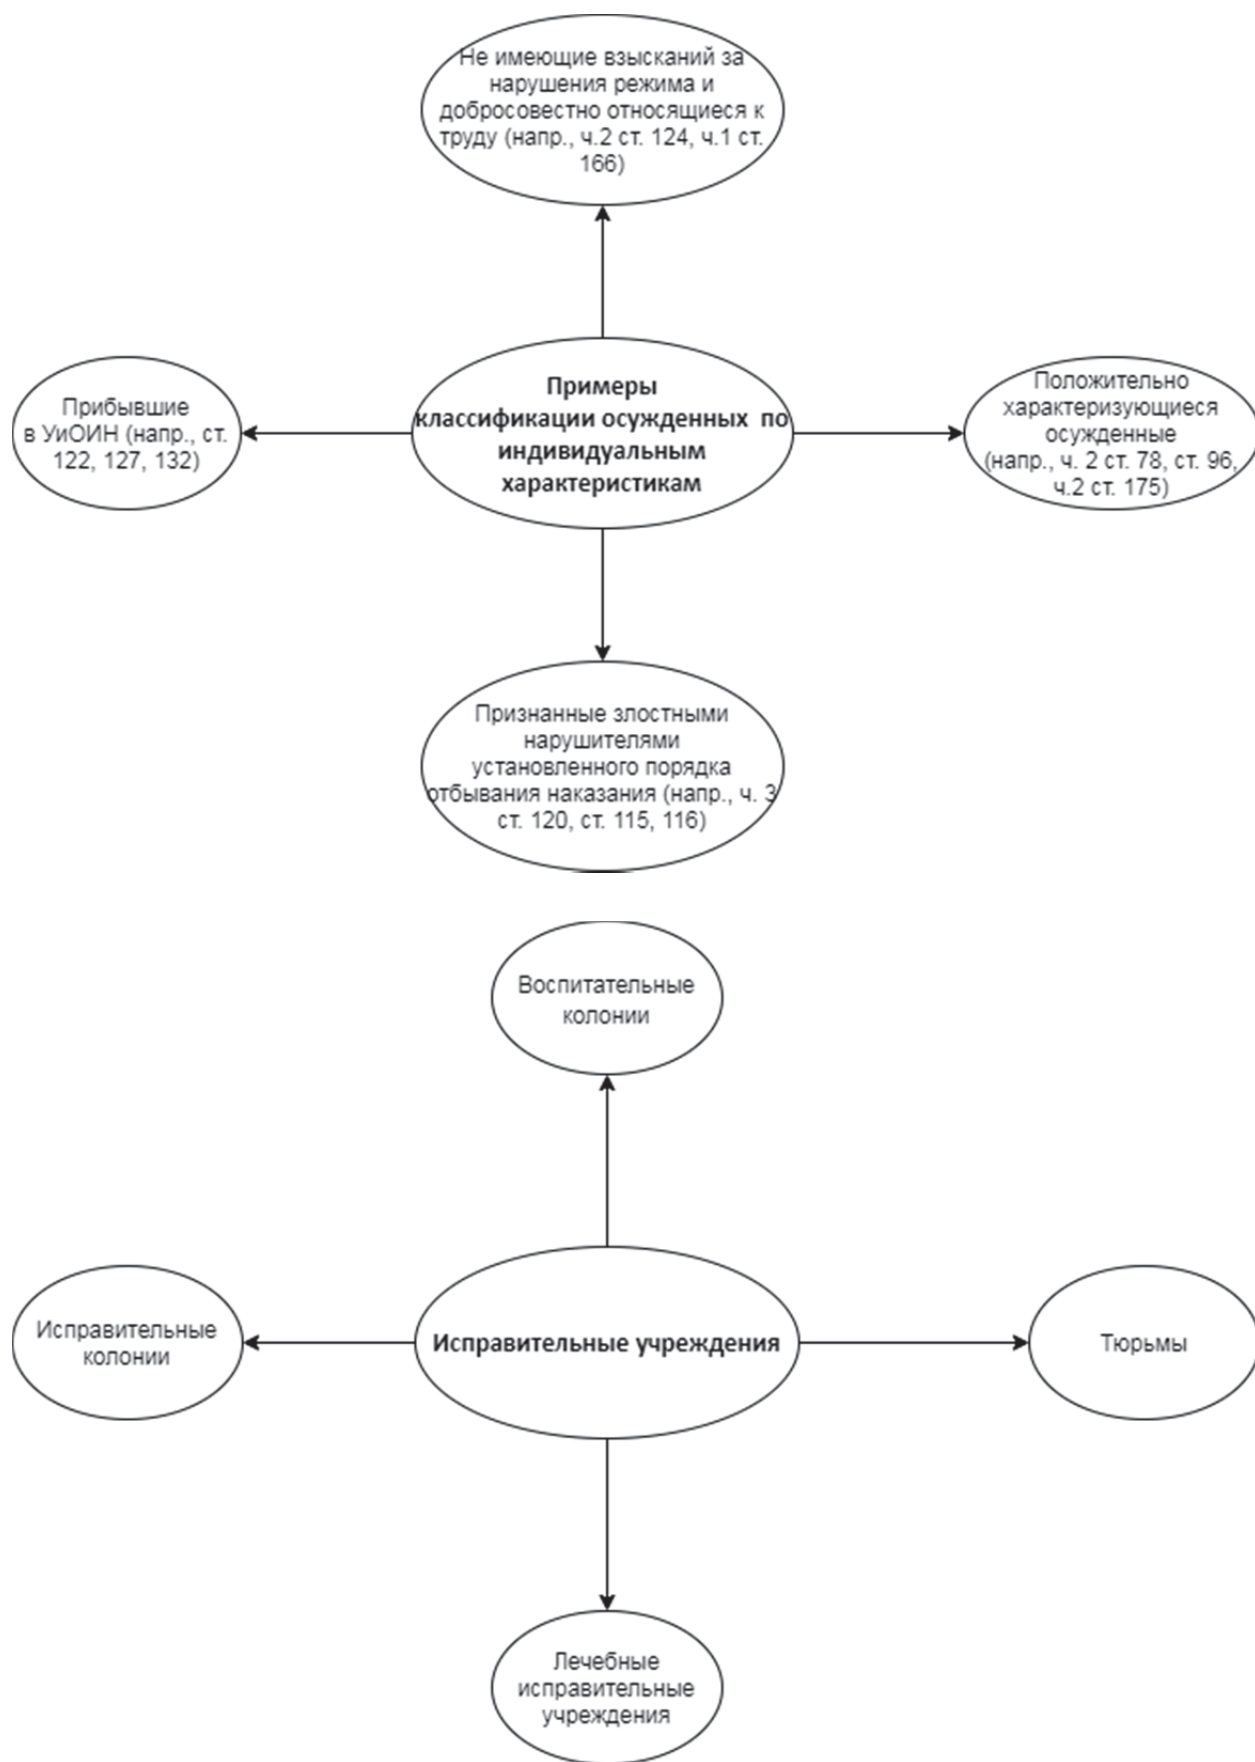 Не имеющие взысканий за
нарушения режима и
добросовестно относящиеся к
труду (напр., ч.2 ст. 124, ч.1 ст.
166)
Прибывшие
в УиОИН (напр., ст.
122, 127, 132)
Примеры
классификации осужденных по
индивидуальным
характеристикам
Положительно
характеризующиеся
осужденные
(напр., ч. 2 ст. 78, ст. 96,
ч.2 ст. 175)
Признанные злостными
нарушителями
установленного порядка
отбывания наказания (напр., ч. 3
ст. 120, ст. 115, 116)
Воспитательные
колонии
Исправительные
колонии
Исправительные учреждения
Тюрьмы
Лечебные
исправительные
учреждения